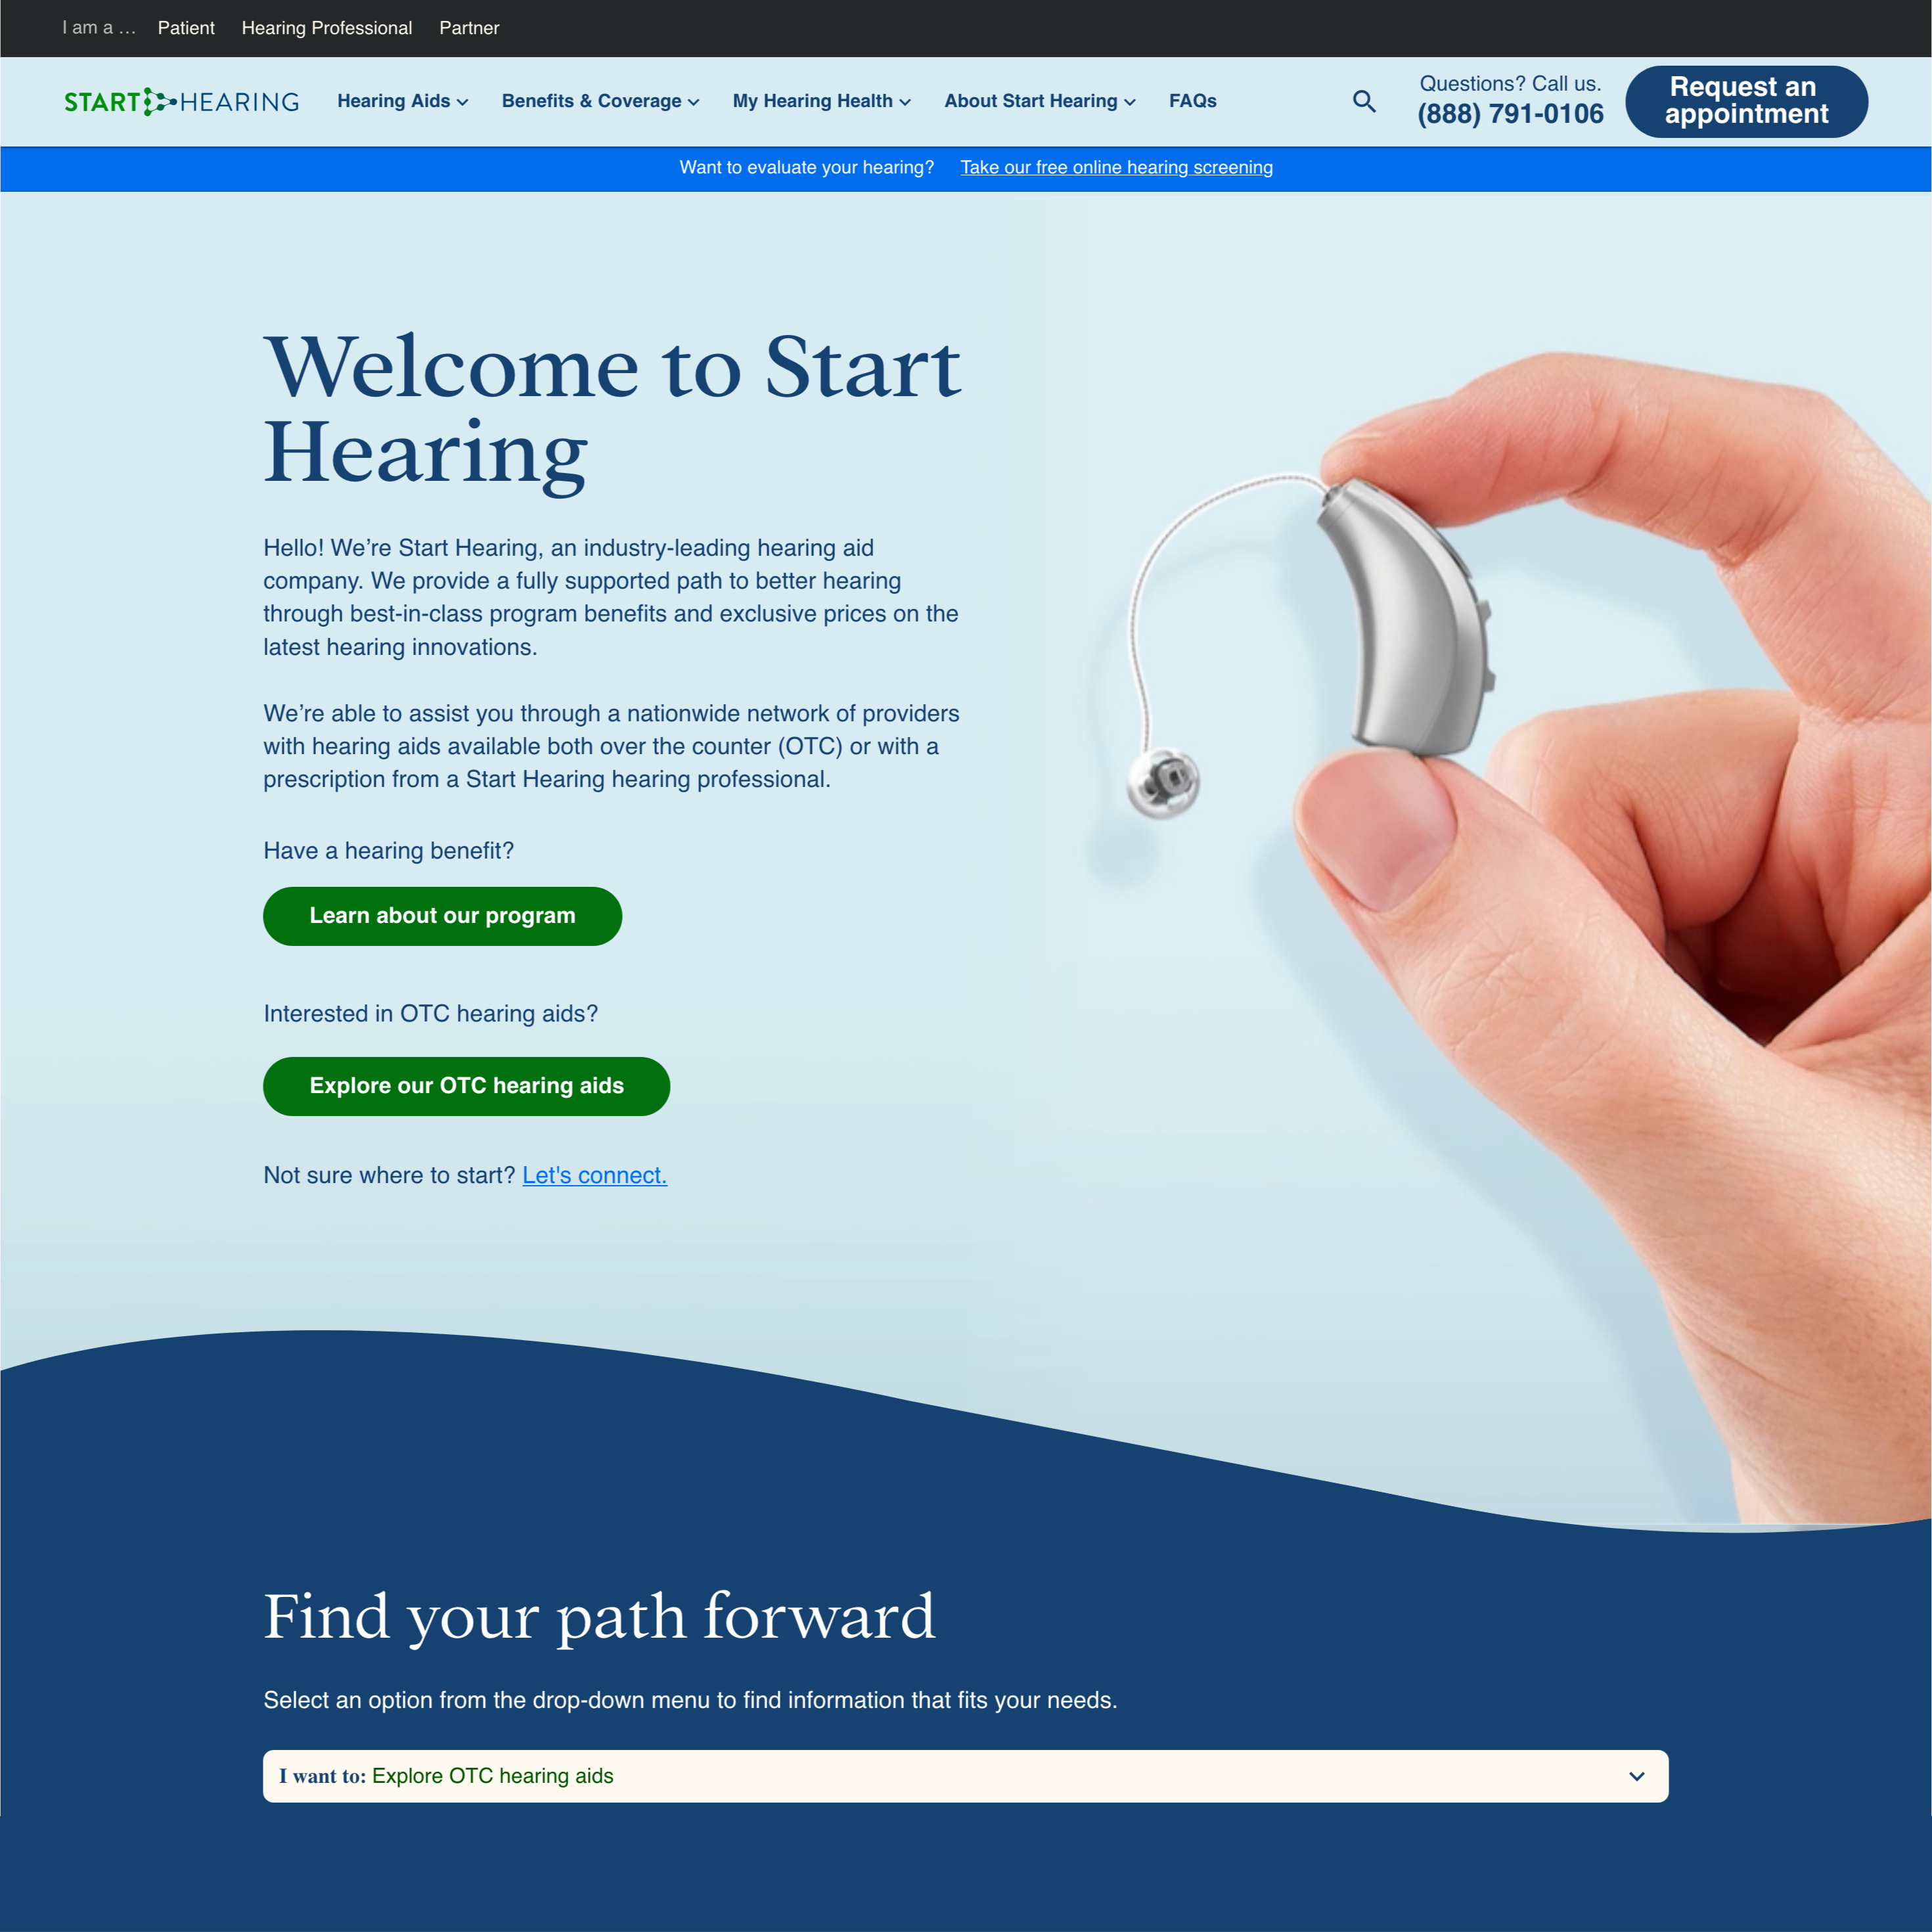 I am a ... Patient Hearing Professional Partner
START HEARING
Hearing Aids Benefits & Coverage My Hearing Health About Start Hearing FAQs
Questions? Call us.
(888) 791-0106
Request an
appointment
Want to evaluate your hearing? Take our free online hearing screening
Welcome to Start
Hearing
Hello! We’re Start Hearing, an industry-leading hearing aid
company. We provide a fully supported path to better hearing
through best-in-class program benefits and exclusive prices on the
latest hearing innovations.
We’re able to assist you through a nationwide network of providers
with hearing aids available both over the counter (OTC) or with a
prescription from a Start Hearing hearing professional.
Have a hearing benefit?
Learn about our program
Interested in OTC hearing aids?
Explore our OTC hearing aids
Not sure where to start? Let's connect.
Find your path forward
Select an option from the drop-down menu to find information that fits your needs.
I want to: Explore OTC hearing aids